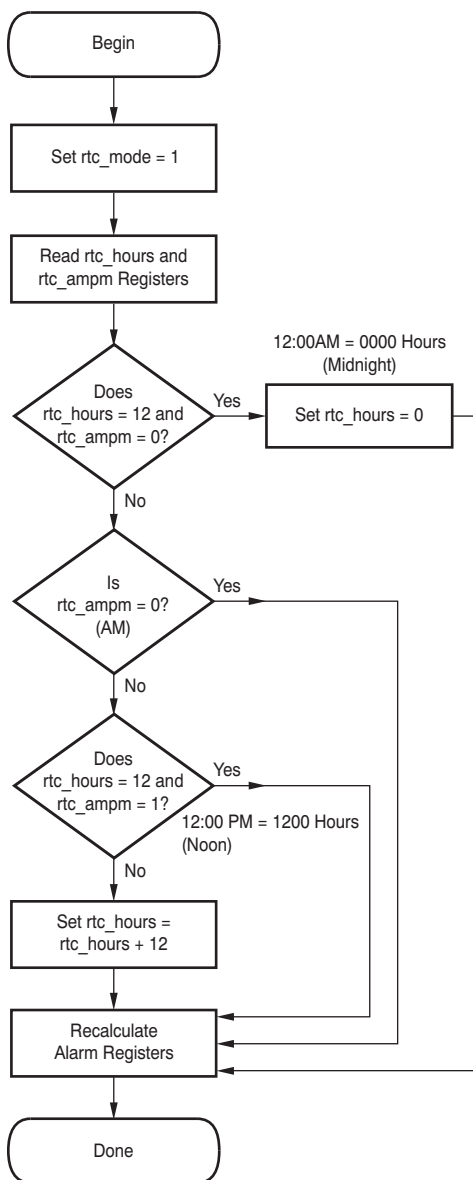 Begin
Set rtc_mode = 1
Read rtc_hours and
rtc_ampm Registers
12:00AM = 0000 Hours
(Midnight)
Does
rtc_hours = 12 and
rtc_ampm = 0?
Yes
Set rtc_hours = 0
No
Is
rtc_ampm = 0?
(AM)
Yes
No
Does
rtc_hours = 12 and
rtc_ampm = 1?
Yes
12:00 PM = 1200 Hours
(Noon)
No
Set rtc_hours =
rtc_hours + 12
Recalculate
Alarm Registers
Done